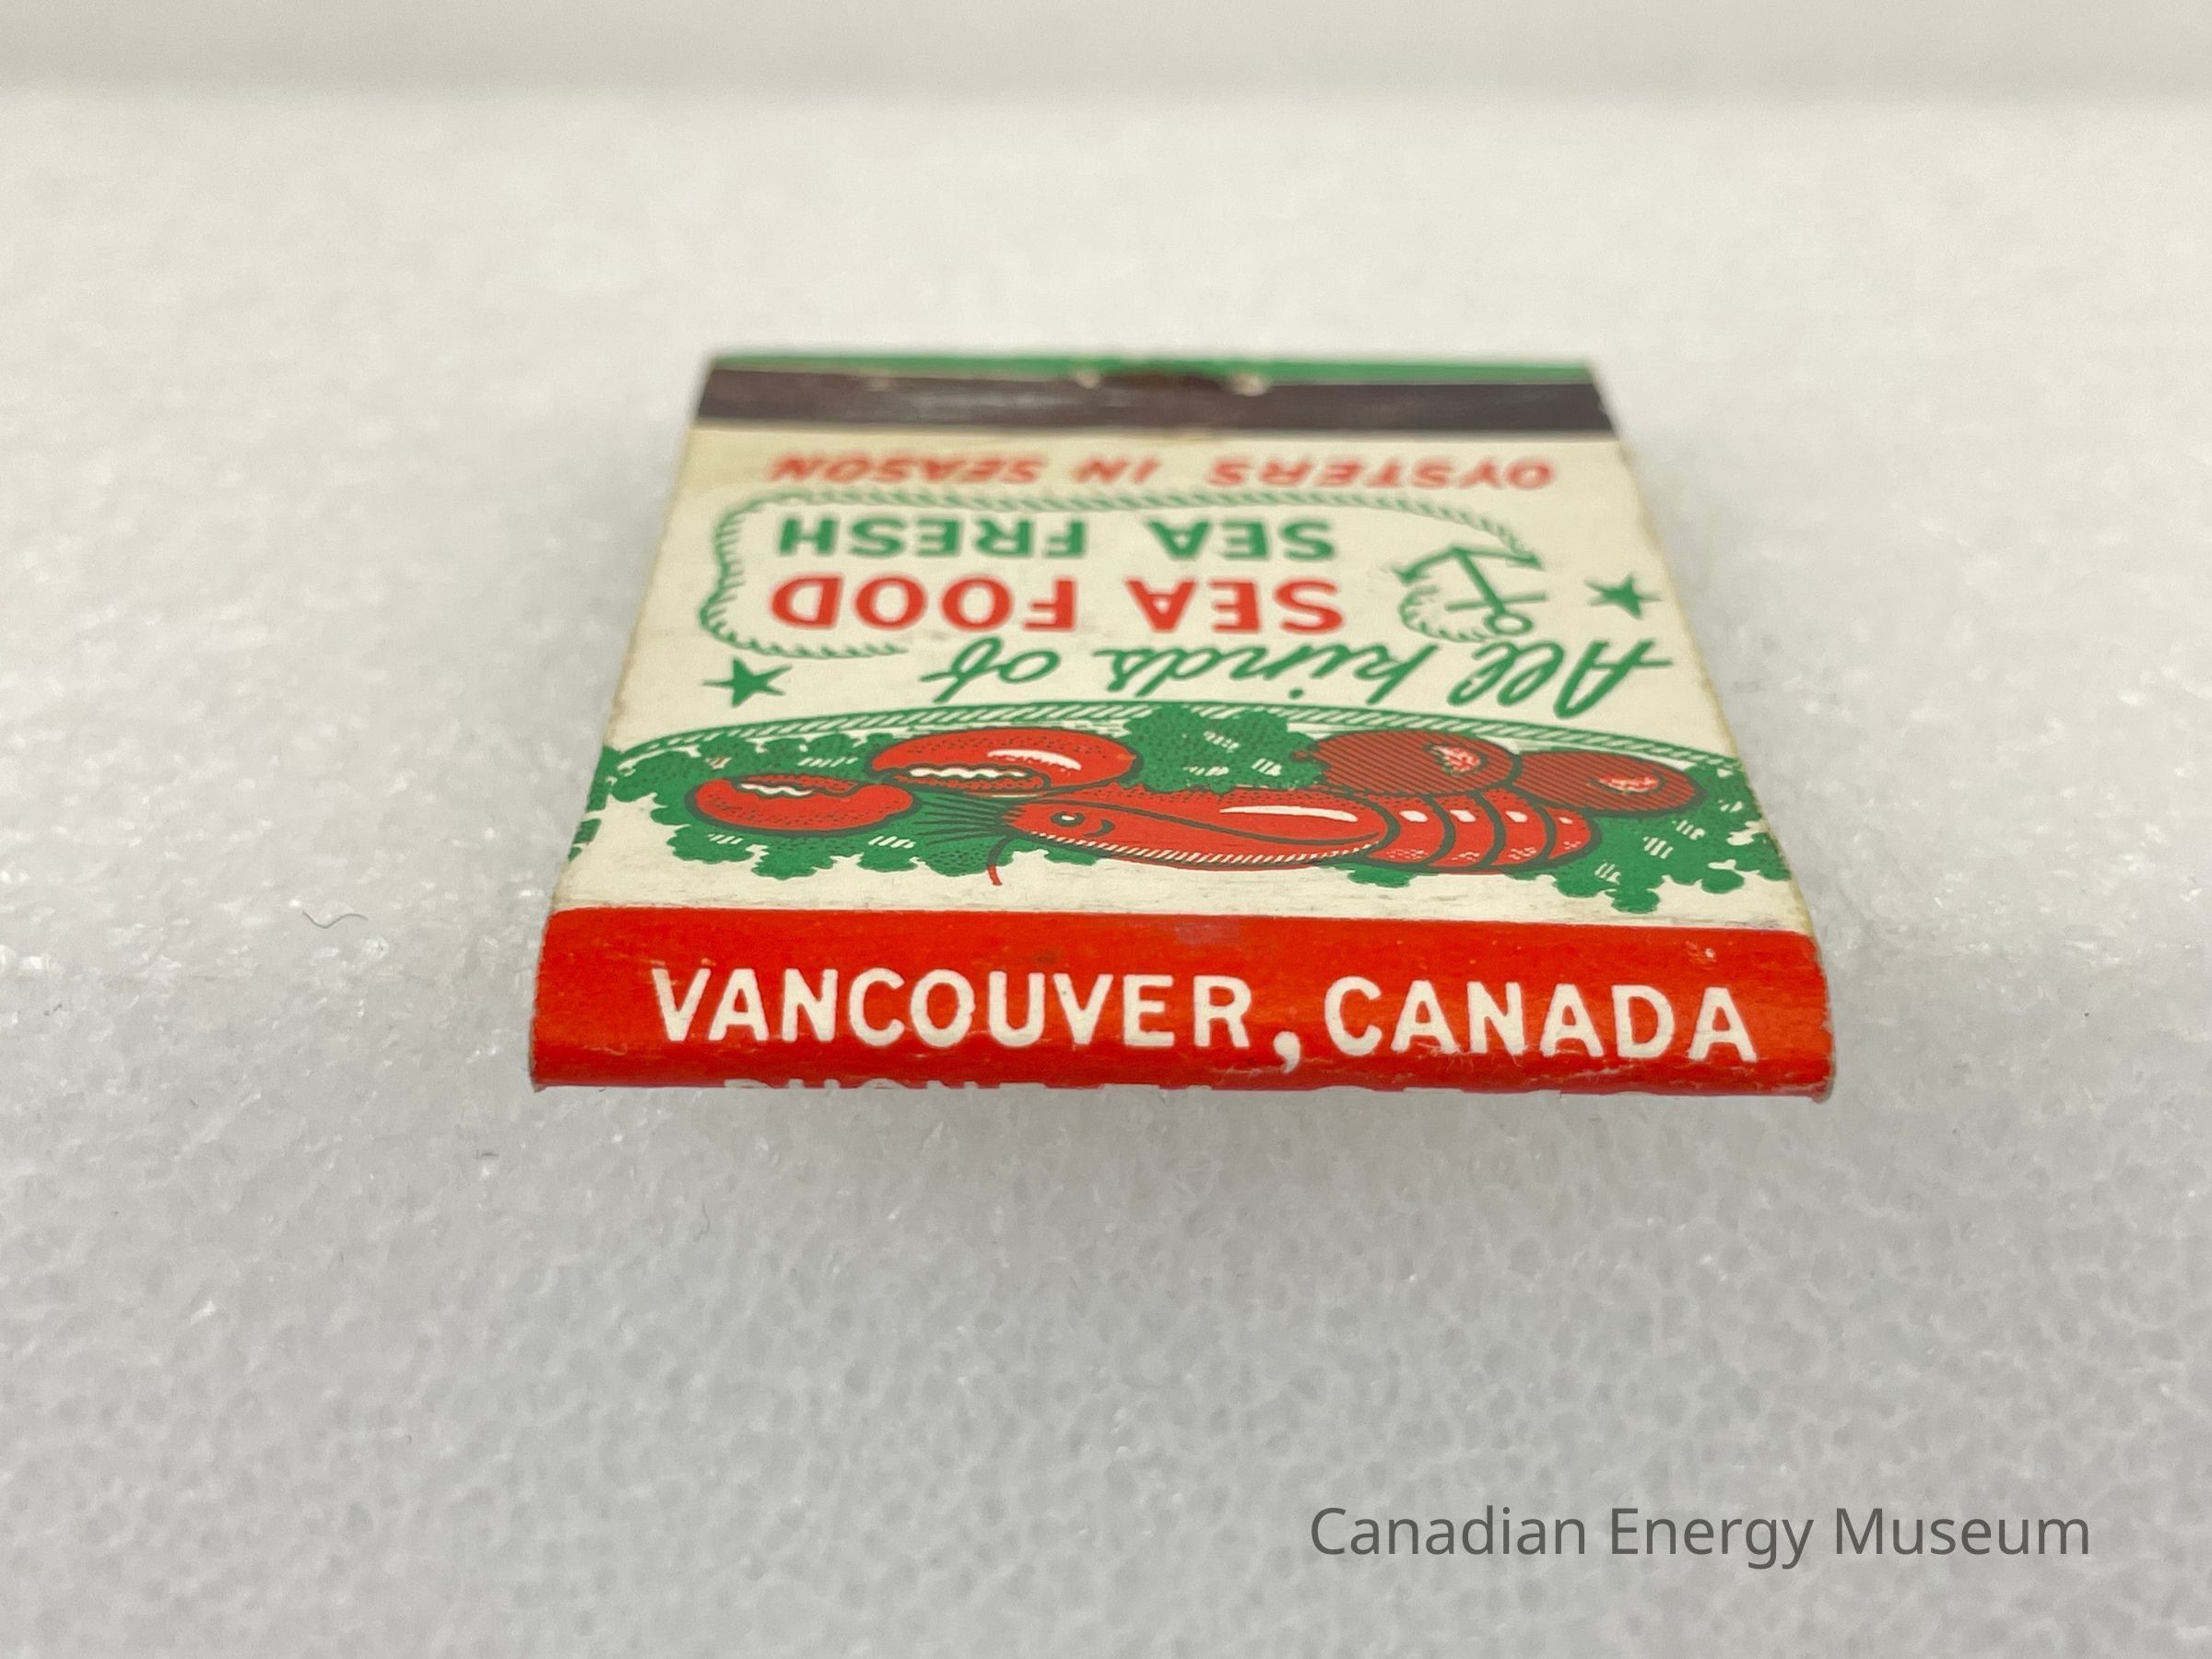 VANCOUVER, CANADA
All kinds of
SEA FOOD
SEA FRESH
OYSTERS IN SEASON
Canadian Energy Museum